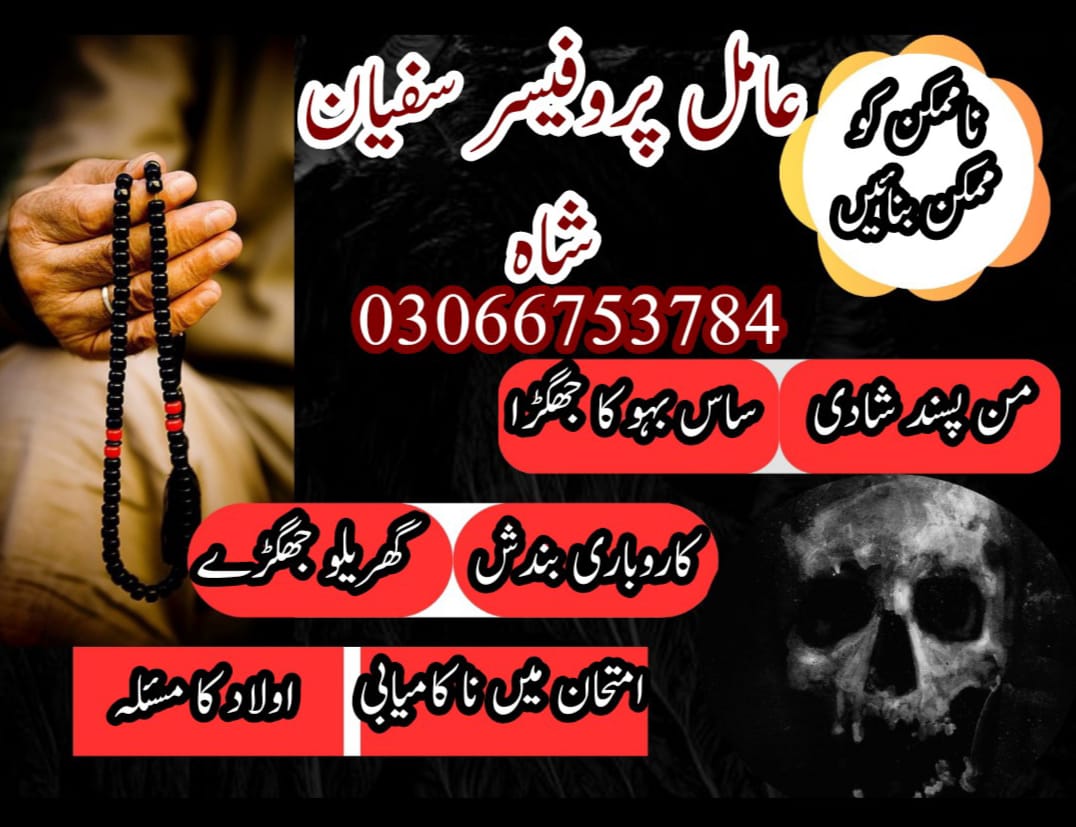 عامل پروفیسر سفیان
شاہ
ناممکن کو
ممکن بنائیں
03066753784
من پسند شادی
ساس بہو کا جھگڑا
کاروباری بندش
گھریلو جھگڑے
امتحان میں ناکامیابی
اولاد کا مسئلہ